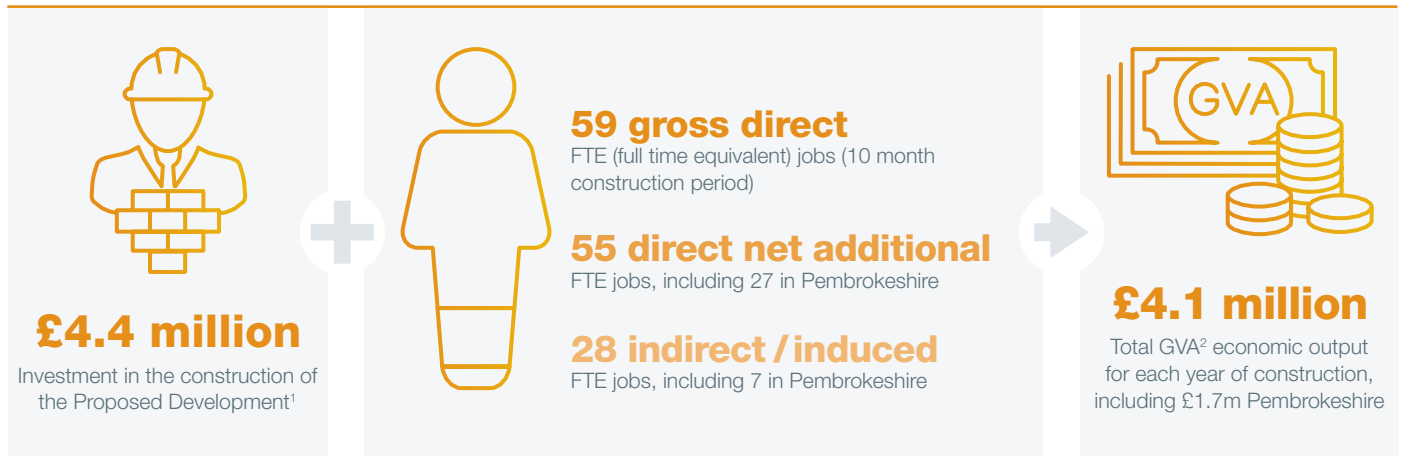 £4.4 million
Investment in the construction of
the Proposed Development¹
59 gross direct
FTE (full time equivalent) jobs (10 month
construction period)
55 direct net additional
FTE jobs, including 27 in Pembrokeshire
28 indirect / induced
FTE jobs, including 7 in Pembrokeshire
GVA
£4.1 million
Total GVA² economic output
for each year of construction,
including £1.7m Pembrokeshire